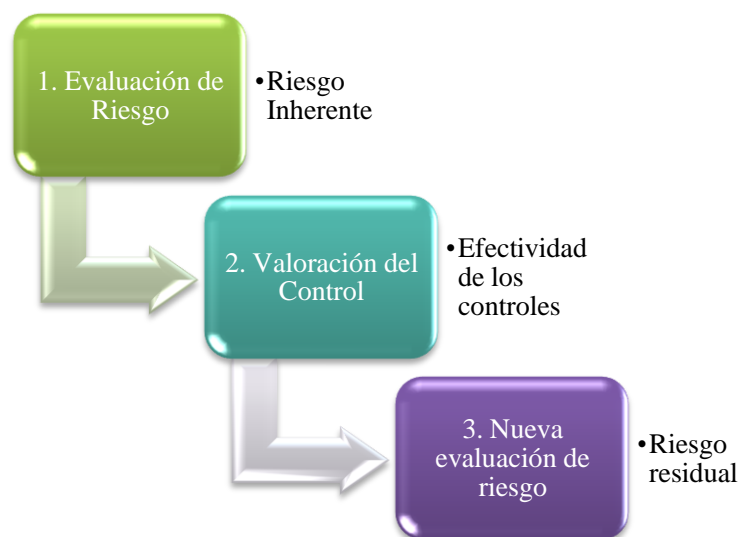 1. Evaluación de
Riesgo
•Riesgo
Inherente
2. Valoración del
Control
•Efectividad
de los
controles
3. Nueva
evaluación de
riesgo
•Riesgo
residual